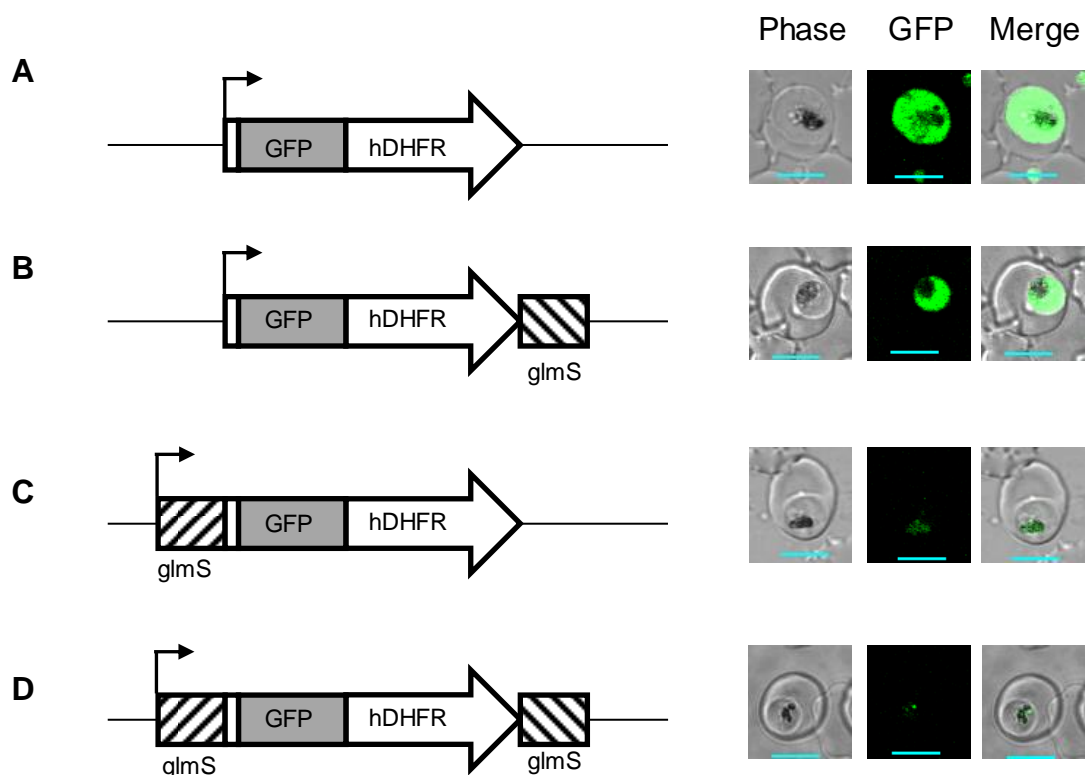 Phase GFP Merge
A
GFP hDHFR
B
GFP hDHFR
glmS
C
GFP hDHFR
glmS
D
GFP hDHFR
glmS glmS